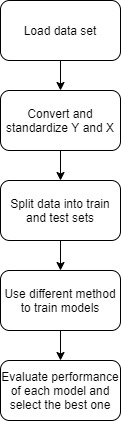 Load data set
Convert and
standardize Y and X
Split data into train
and test sets
Use different method
to train models
Evaluate performance
of each model and
select the best one